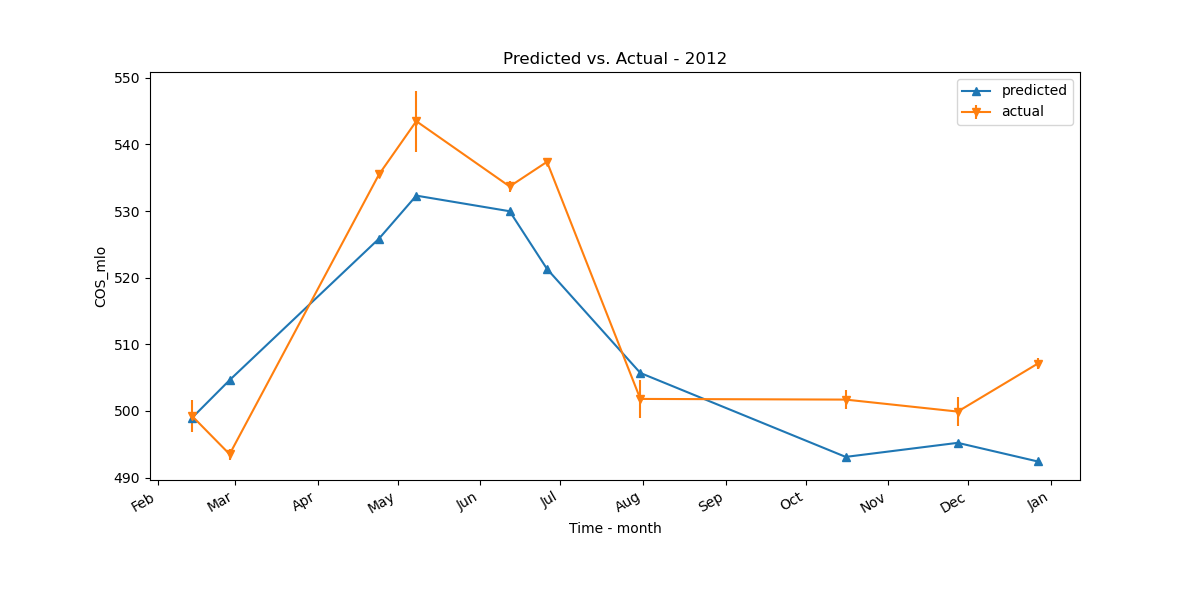 Predicted vs. Actual - 2012
predicted
actual
COS_mlo
550
540
530
520
510
500
490
Feb
Mar
Apr
May
Jun
Jul
Aug
Sep
Oct
Nov
Dec
Jan
Time - month